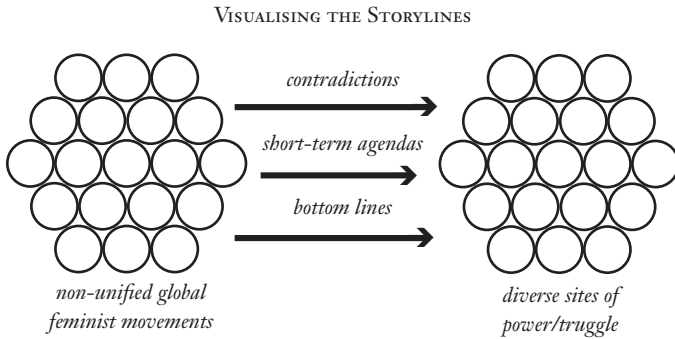 Visualising the Storylines
contradictions
short-term agendas
bottom lines
non-unified global
feminist movements
diverse sites of
power/truggle